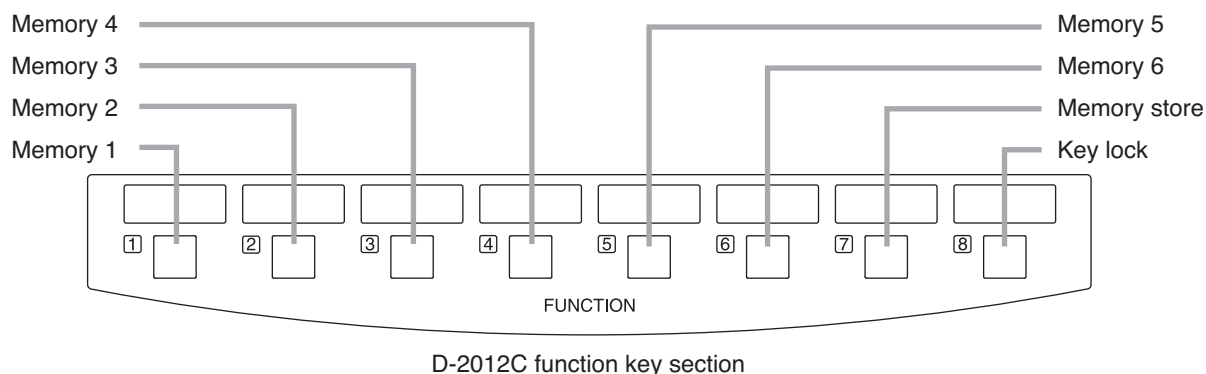 Memory 4
Memory 3
Memory 2
Memory 1
Memory 5
Memory 6
Memory store
Key lock
1 2 3 4 5 6 7 8
FUNCTION
D-2012C function key section